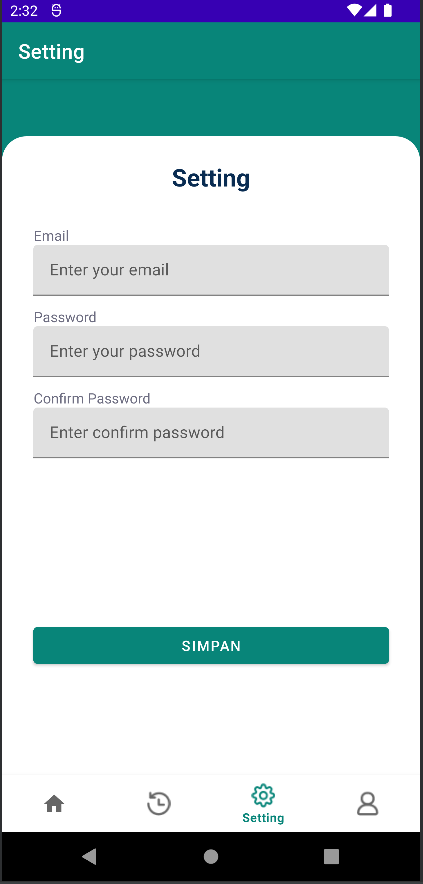 2:32
Setting
Setting
Email
Enter your email
Password
Enter your password
Confirm Password
Enter confirm password
SIMPAN
Setting